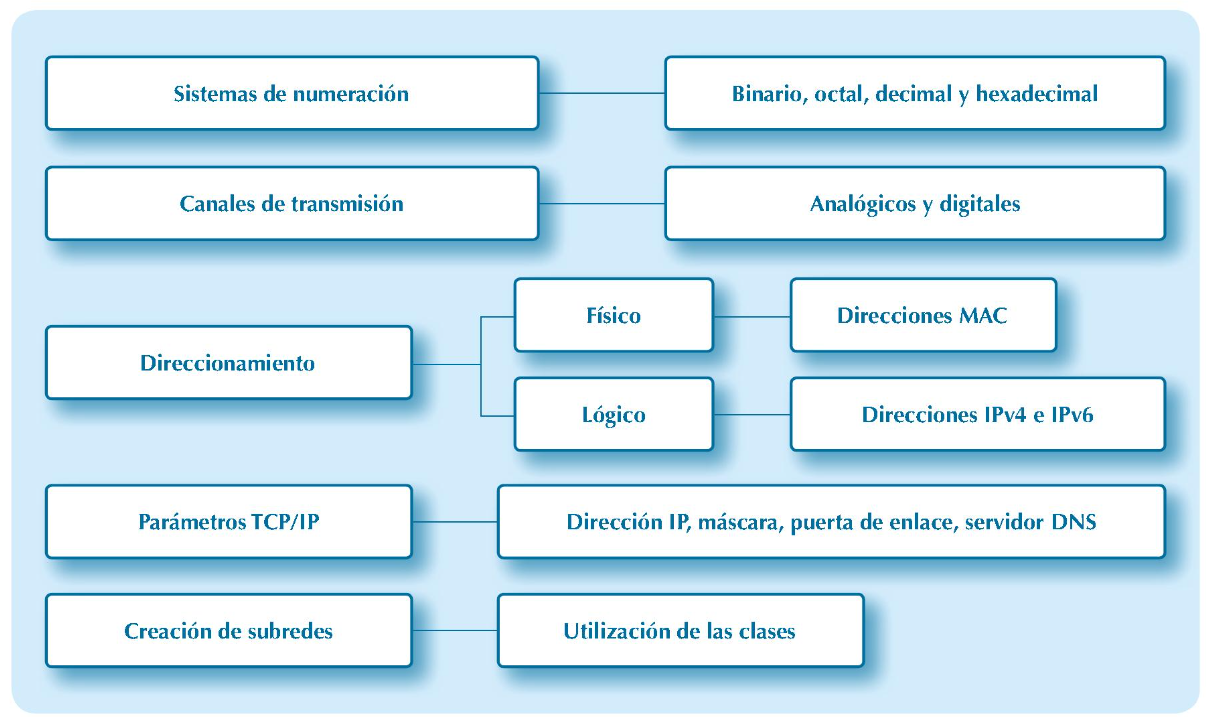 Sistemas de numeración
Binario, octal, decimal y hexadecimal
Canales de transmisión
Analógicos y digitales
Direccionamiento
Físico
Direcciones MAC
Lógico
Direcciones IPv4 e IPv6
Parámetros TCP/IP
Dirección IP, máscara, puerta de enlace, servidor DNS
Creación de subredes
Utilización de las clases